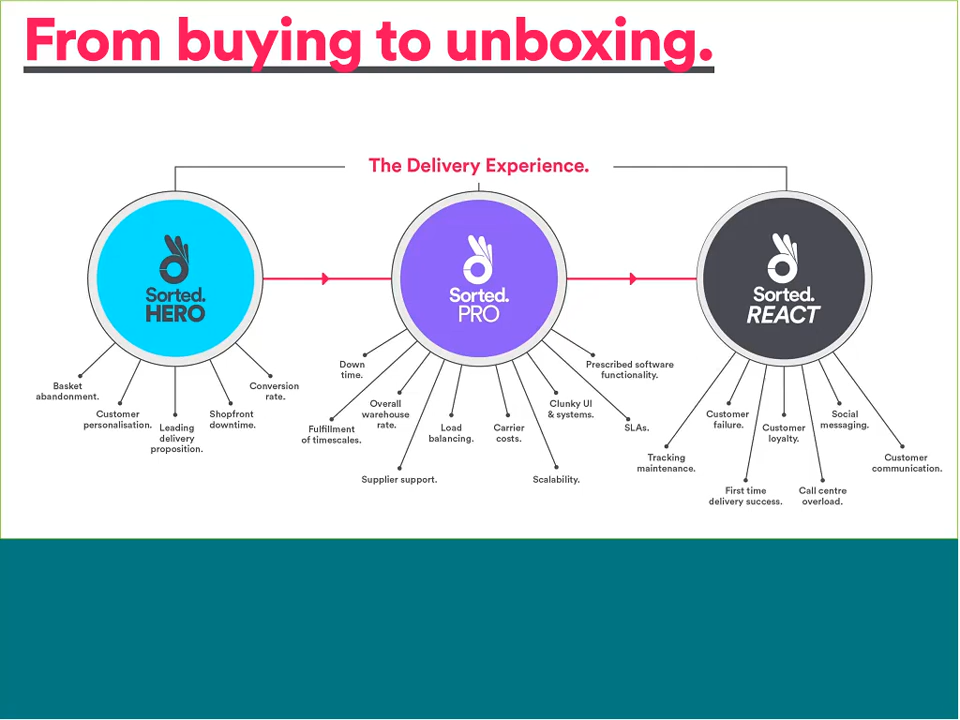 From buying to unboxing.
The Delivery Experience.
Sorted.
HERO
Sorted.
PRO
Sorted.
REACT
Basket
abandonment.
Customer
personalisation.
Leading
delivery
proposition.
Shopfront
downtime.
Conversion
rate.
Down
time.
Fulfillment
of timescales.
Overall
warehouse
rate.
Supplier support.
Load
balancing.
Carrier
costs.
Scalability.
Clunky UI
& systems.
SLAs.
Prescribed software
functionality.
Tracking
maintenance.
Customer
failure.
First time
delivery success.
Customer
loyalty.
Call centre
overload.
Social
messaging.
Customer
communication.